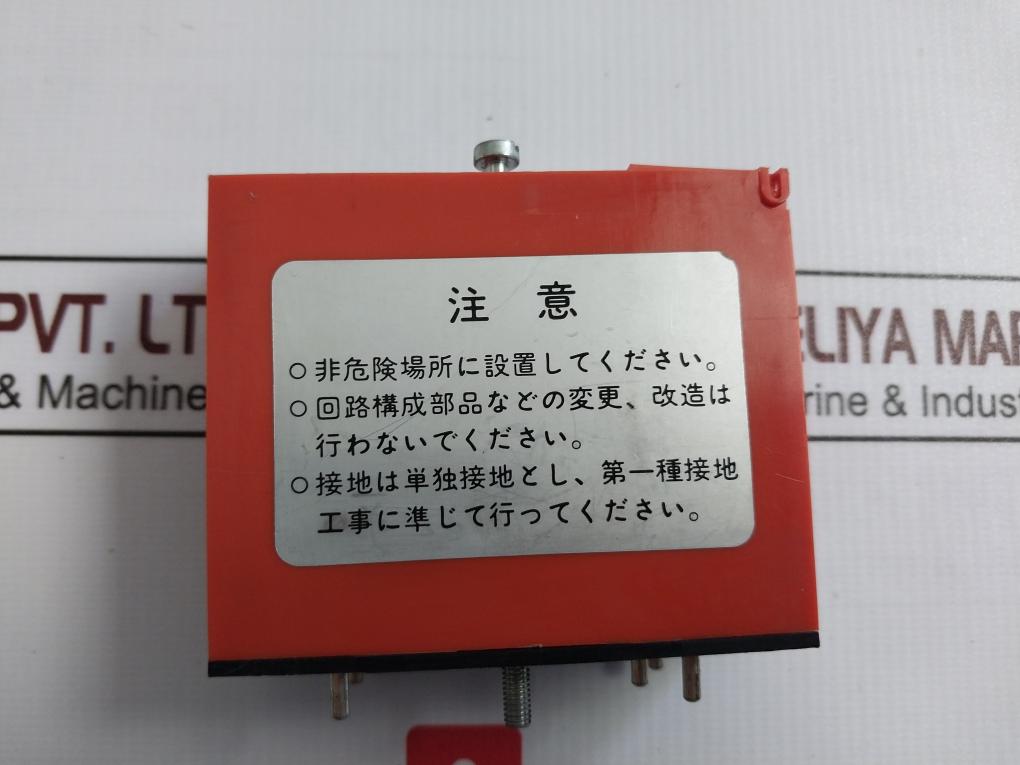 注 意
○非危険場所に設置してください。
○回路構成部品などの変更、改造は
行わないでください。
○接地は単独接地とし、第一種接地
工事に準じて行ってください。
PVT. LT
& Machine
ELIYA MAR
rine & Indust